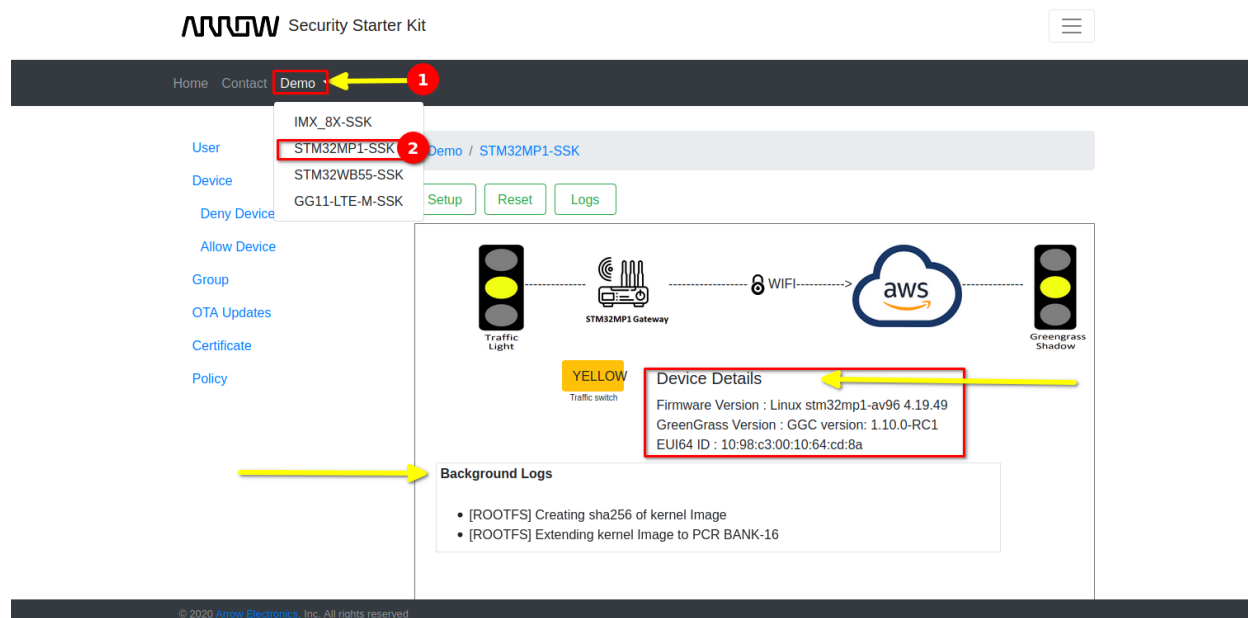 ARROW Security Starter Kit
Home Contact Demo
1
IMX_8X-SSK
STM32MP1-SSK
2
STM32WB55-SSK
GG11-LTE-M-SSK
User
Device
Deny Device
Allow Device
Group
OTA Updates
Certificate
Policy
Demo / STM32MP1-SSK
Setup Reset Logs
Traffic
Light
STM32MP1 Gateway
WIFI
aws
Greengrass
Shadow
YELLOW
Traffic switch
Device Details
Firmware Version : Linux stm32mp1-av96 4.19.49
GreenGrass Version : GGC version: 1.10.0-RC1
EUI64 ID : 10:98:c3:00:10:64:cd:8a
Background Logs
[ROOTFS] Creating sha256 of kernel Image
[ROOTFS] Extending kernel Image to PCR BANK-16
© 2020 Arrow Electronics, Inc. All rights reserved